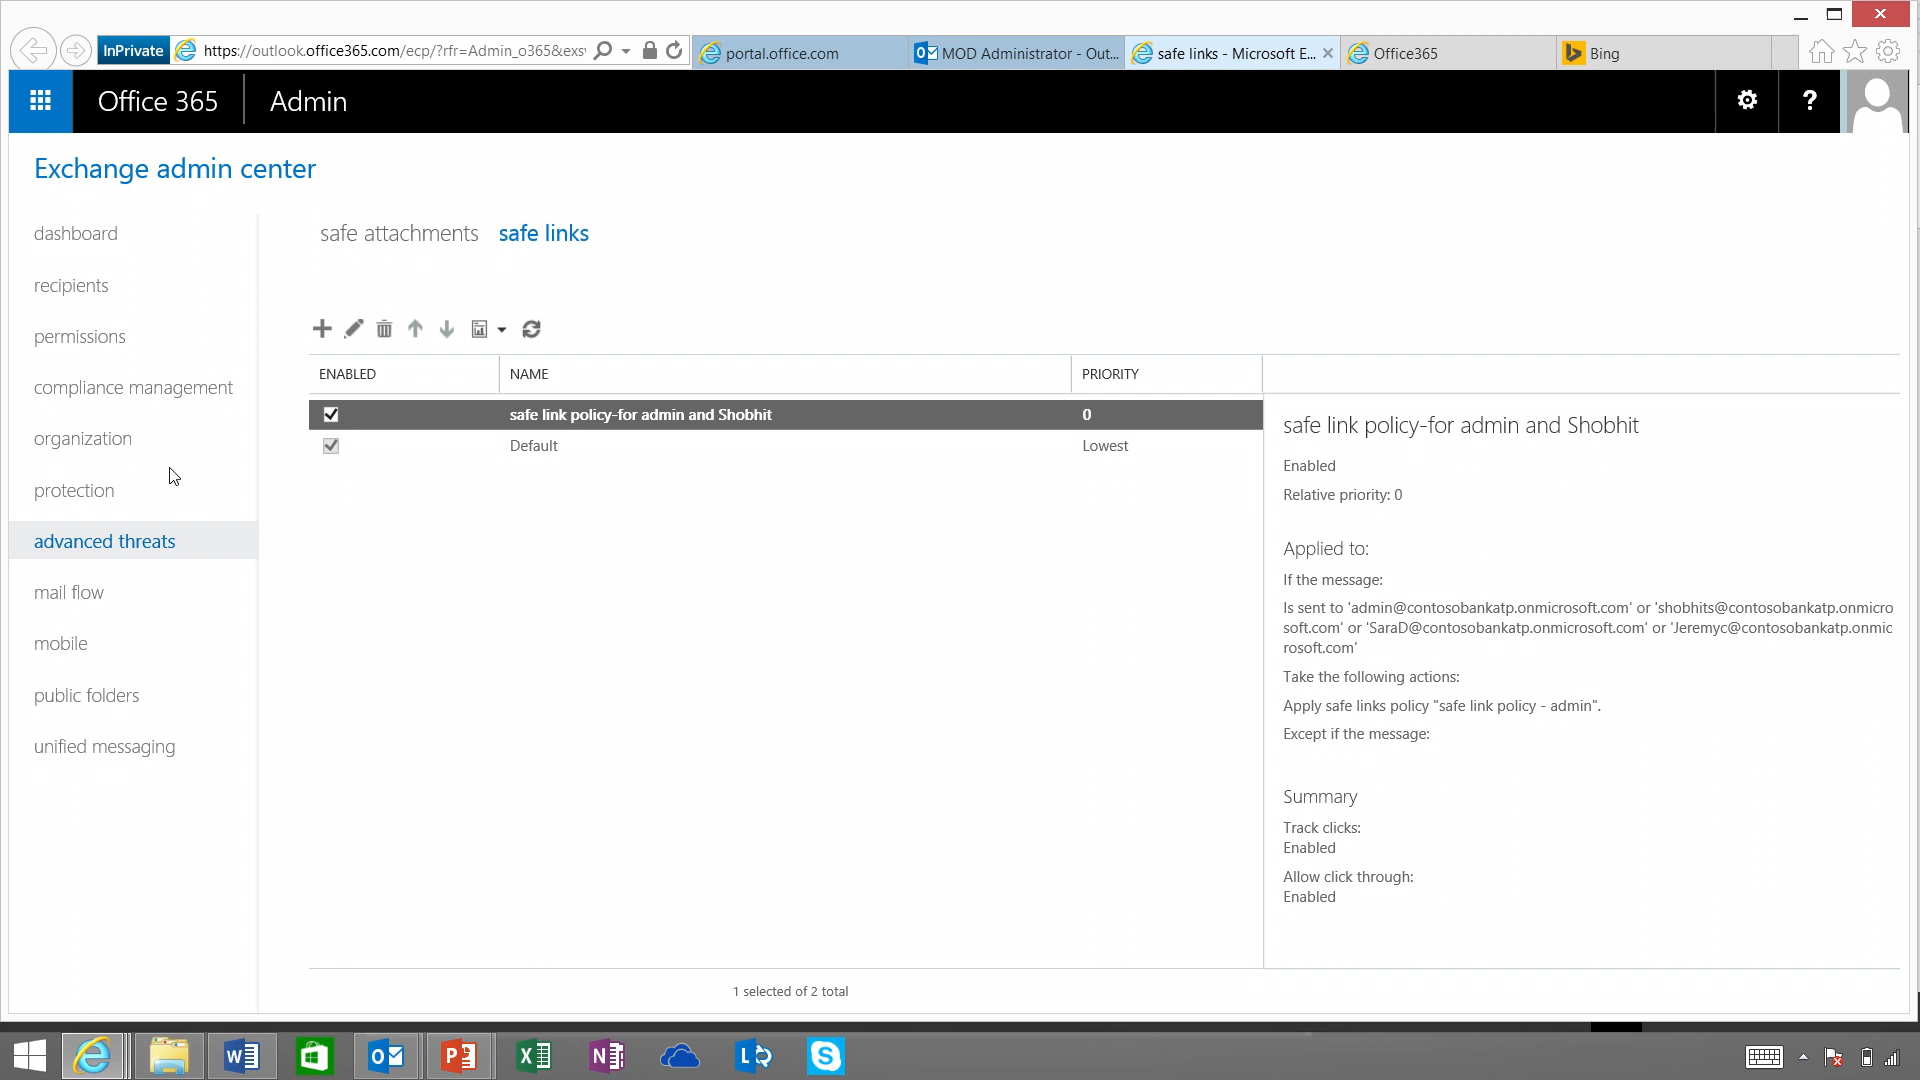 InPrivate
https://outlook.office365.com/ecp/?rfr=Admin_o365&exsv
portal.office.com
MOD Administrator - Out...
safe links - Microsoft E...
Office365
Bing
Office 365
Admin
?
Exchange admin center
dashboard
recipients
permissions
compliance management
organization
protection
advanced threats
mail flow
mobile
public folders
unified messaging
safe attachments
safe links
ENABLED
NAME
PRIORITY
safe link policy-for admin and Shobhit
0
Default
Lowest
safe link policy-for admin and Shobhit
Enabled
Relative priority: 0
Applied to:
If the message:
Is sent to 'admin@contosobankatp.onmicrosoft.com' or 'shobhits@contosobankatp.onmicro
soft.com' or 'SaraD@contosobankatp.onmicrosoft.com' or 'Jeremyc@contosobankatp.onmic
rosoft.com'
Take the following actions:
Apply safe links policy "safe link policy - admin".
Except if the message:
Summary
Track clicks:
Enabled
Allow click through:
Enabled
1 selected of 2 total